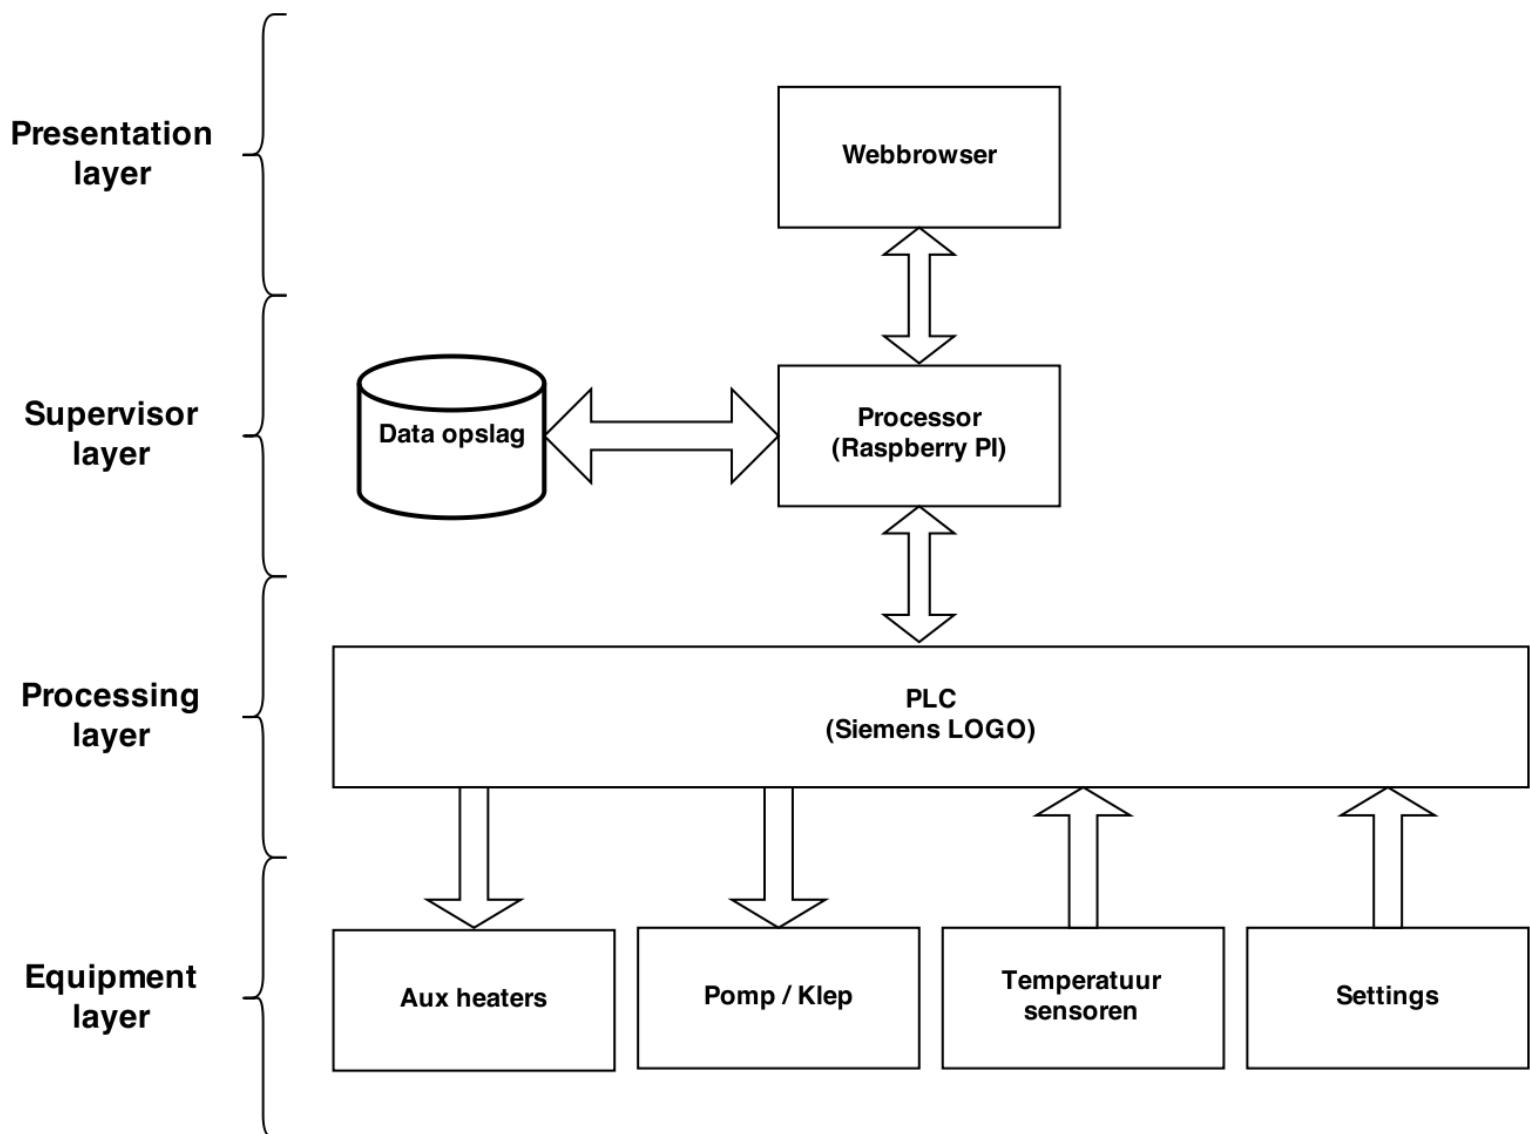 Presentation
layer
Webbrowser
Supervisor
layer
Data opslag
Processor
(Raspberry PI)
Processing
layer
PLC
(Siemens LOGO)
Equipment
layer
Aux heaters
Pomp / Klep
Temperatuur
sensoren
Settings